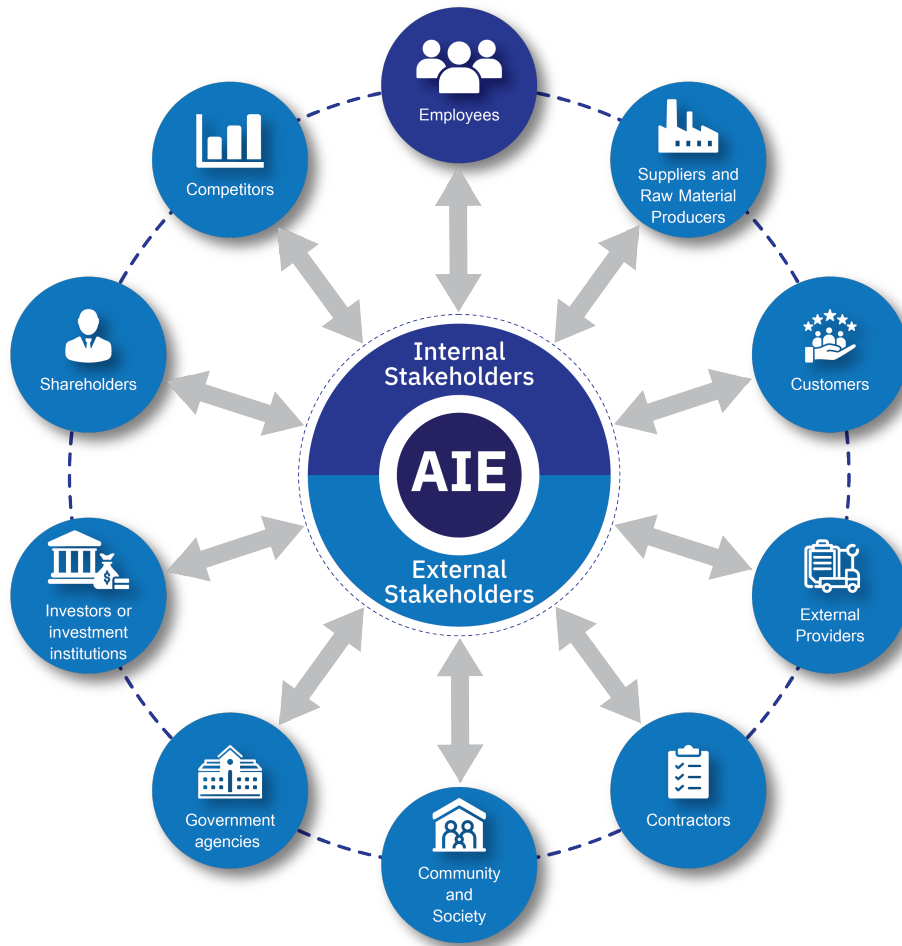 Employees
Suppliers and
Raw Material
Producers
Customers
External
Providers
Contractors
Community
and
Society
Government
agencies
Investors or
investment
institutions
Shareholders
Competitors
Internal
Stakeholders
AIE
External
Stakeholders
$